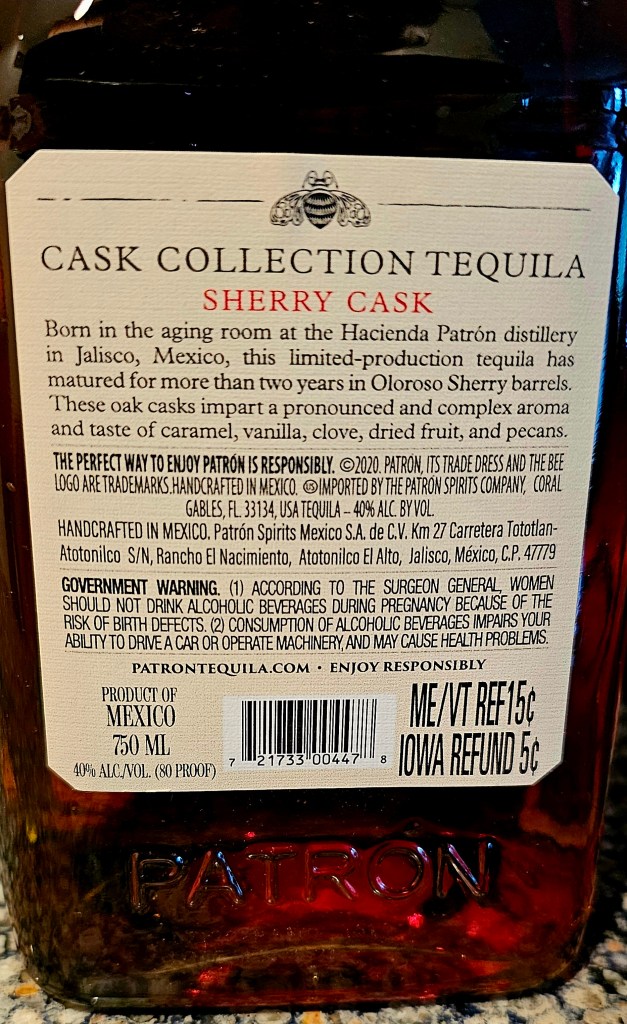 CASK COLLECTION TEQUILA
SHERRY CASK
Born in the aging room at the Hacienda Patrón distillery
in Jalisco, Mexico, this limited-production tequila has
matured for more than two years in Oloroso Sherry barrels.
These oak casks impart a pronounced and complex aroma
and taste of caramel, vanilla, clove, dried fruit, and pecans.
THE PERFECT WAY TO ENJOY PATRÓN IS RESPONSIBLY. ©2020. PATRÓN, ITS TRADE DRESS AND THE BEE
LOGO ARE TRADEMARKS.HANDCRAFTED IN MEXICO. US IMPORTED BY THE PATRÓN SPIRITS COMPANY, CORAL
GABLES, FL. 33134, USA TEQUILA – 40% ALC. BY VOL.
HANDCRAFTED IN MEXICO. Patrón Spirits Mexico S.A. de C.V. Km 27 Carretera Tototlan-
Atotonilco S/N, Rancho El Nacimiento, Atotonilco El Alto, Jalisco, México, C.P. 47779
GOVERNMENT WARNING. (1) ACCORDING TO THE SURGEON GENERAL, WOMEN
SHOULD NOT DRINK ALCOHOLIC BEVERAGES DURING PREGNANCY BECAUSE OF THE
RISK OF BIRTH DEFECTS. (2) CONSUMPTION OF ALCOHOLIC BEVERAGES IMPAIRS YOUR
ABILITY TO DRIVE A CAR OR OPERATE MACHINERY, AND MAY CAUSE HEALTH PROBLEMS.
PATRONTEQUILA.COM • ENJOY RESPONSIBLY
PRODUCT OF
MEXICO
750 ML
40% ALC./VOL. (80 PROOF)
7 21733 00447 8
ME/VT REF15¢
IOWA REFUND 5¢
PATRÓN